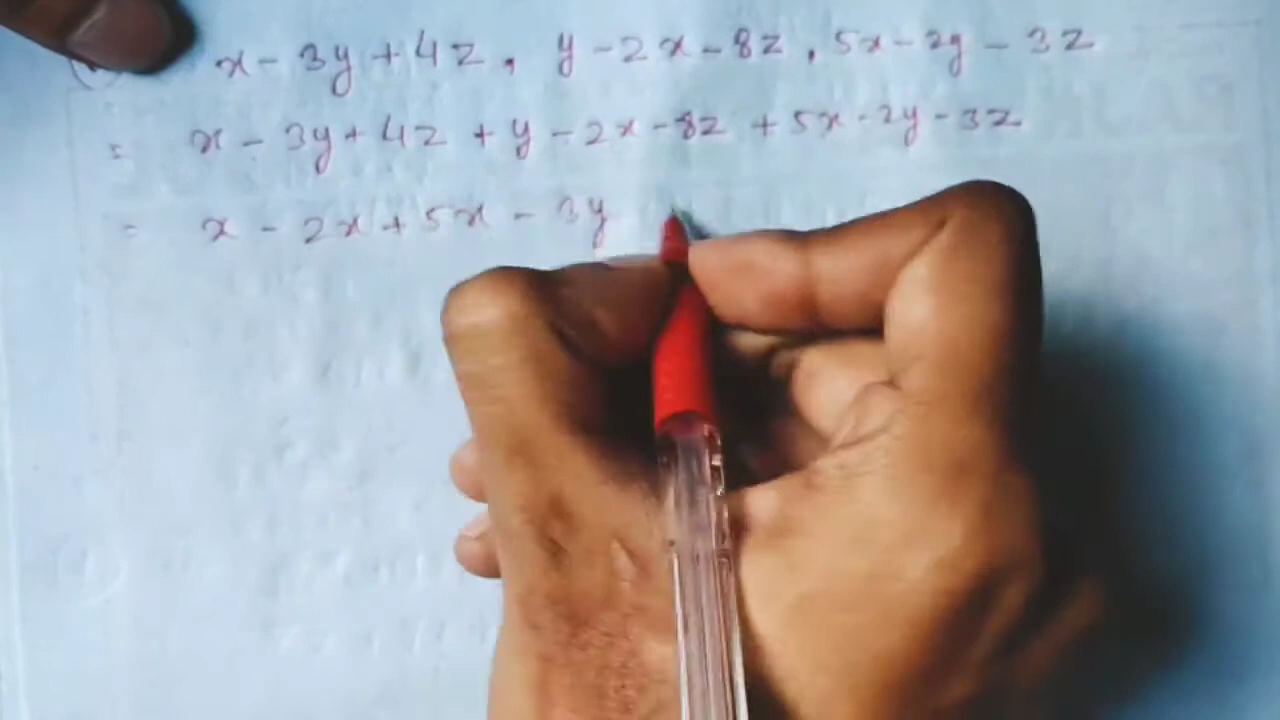 x - 3y + 4z, y - 2x - 8z, 5x - 2y - 3z
= x - 3y + 4z + y - 2x - 8z + 5x - 2y - 3z
= x - 2x + 5x - 3y